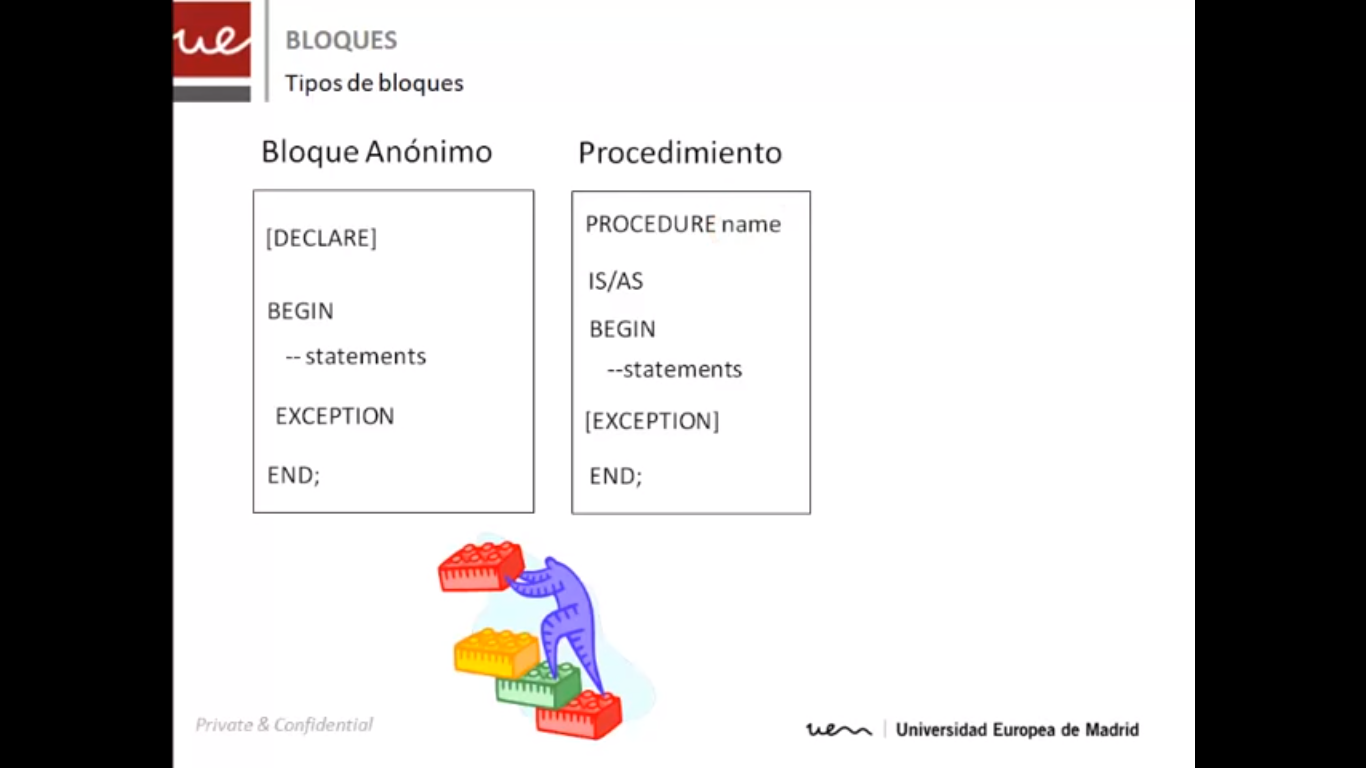 ue
BLOQUES
Tipos de bloques
Bloque Anónimo
[DECLARE]
BEGIN
-- statements
EXCEPTION
END;
Procedimiento
PROCEDURE name
IS/AS
BEGIN
--statements
[EXCEPTION]
END;
Private & Confidential
uem
Universidad Europea de Madrid